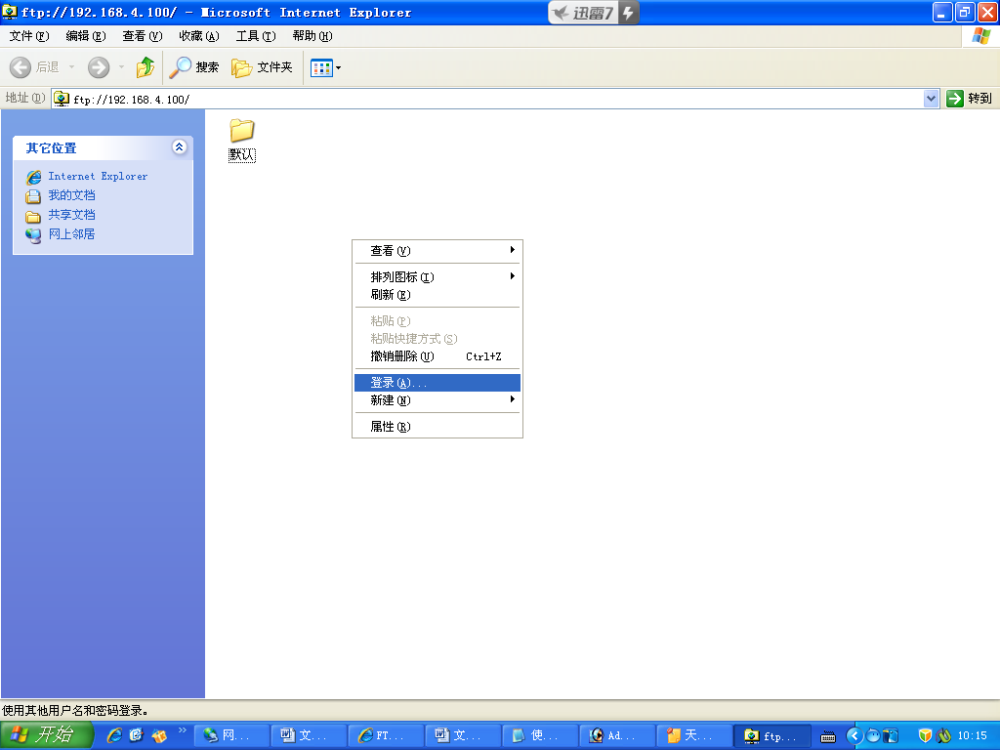 ftp://192.168.4.100/ - Microsoft Internet Explorer
迅雷7
文件(F) 编辑(E) 查看(V) 收藏(A) 工具(T) 帮助(H)
后退 搜索 文件夹
地址(D) ftp://192.168.4.100/ 转到
其它位置
Internet Explorer
我的文档
共享文档
网上邻居
默认
查看(V)
排列图标(I)
刷新(E)
粘贴(P)
粘贴快捷方式(S)
撤销删除(U) Ctrl+Z
登录(A)...
新建(N)
属性(R)
使用其他用户名和密码登录。
开始 网... 文... FT... 文... 使... Ad... 天... ftp... 10:15